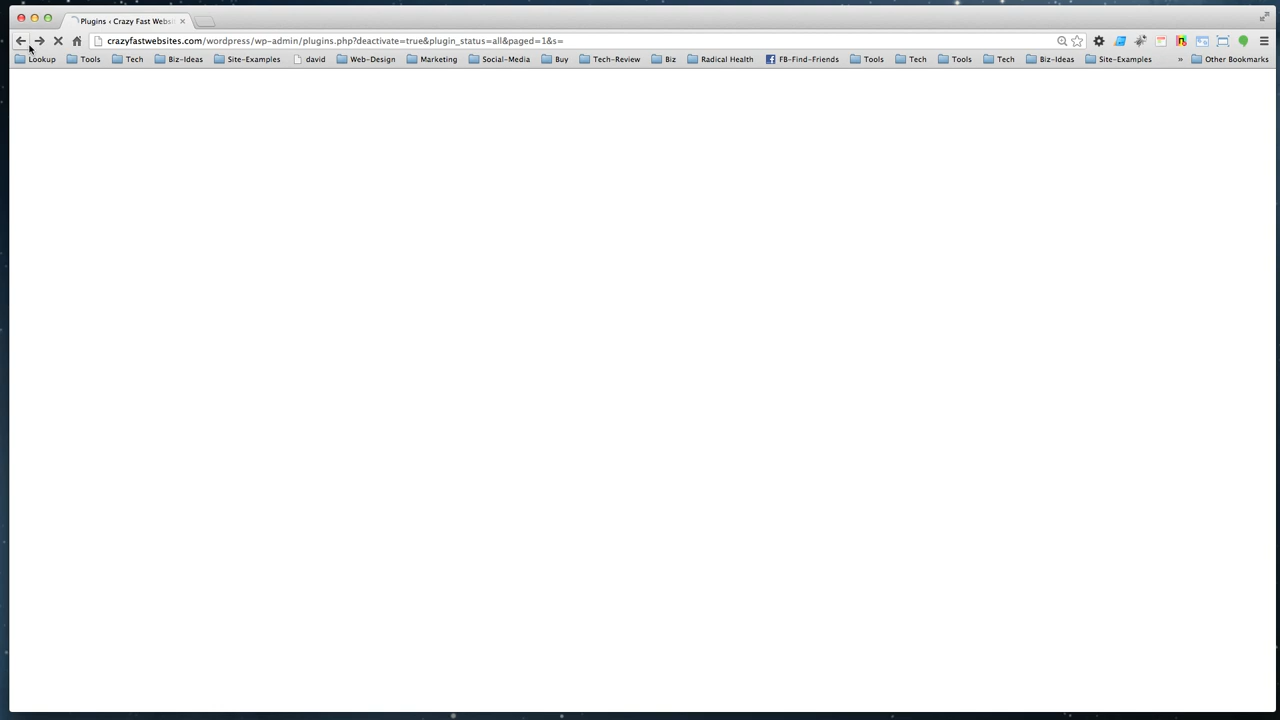 Plugins ‹ Crazy Fast Websi
crazyfastwebsites.com/wordpress/wp-admin/plugins.php?deactivate=true&plugin_status=all&paged=1&s=
Lookup Tools Tech Biz-Ideas Site-Examples david Web-Design Marketing Social-Media Buy Tech-Review Biz Radical Health FB-Find-Friends Tools Tech Tools Tech Biz-Ideas Site-Examples » Other Bookmarks